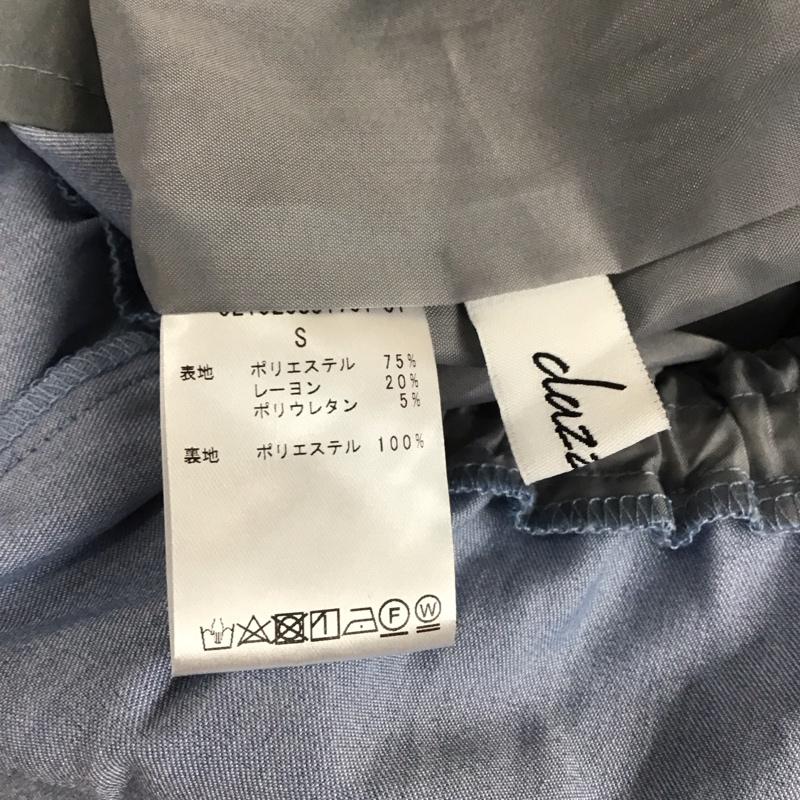 S
表地 ポリエステル 75%
レーヨン 20%
ポリウレタン 5%
裏地 ポリエステル 100%
F W